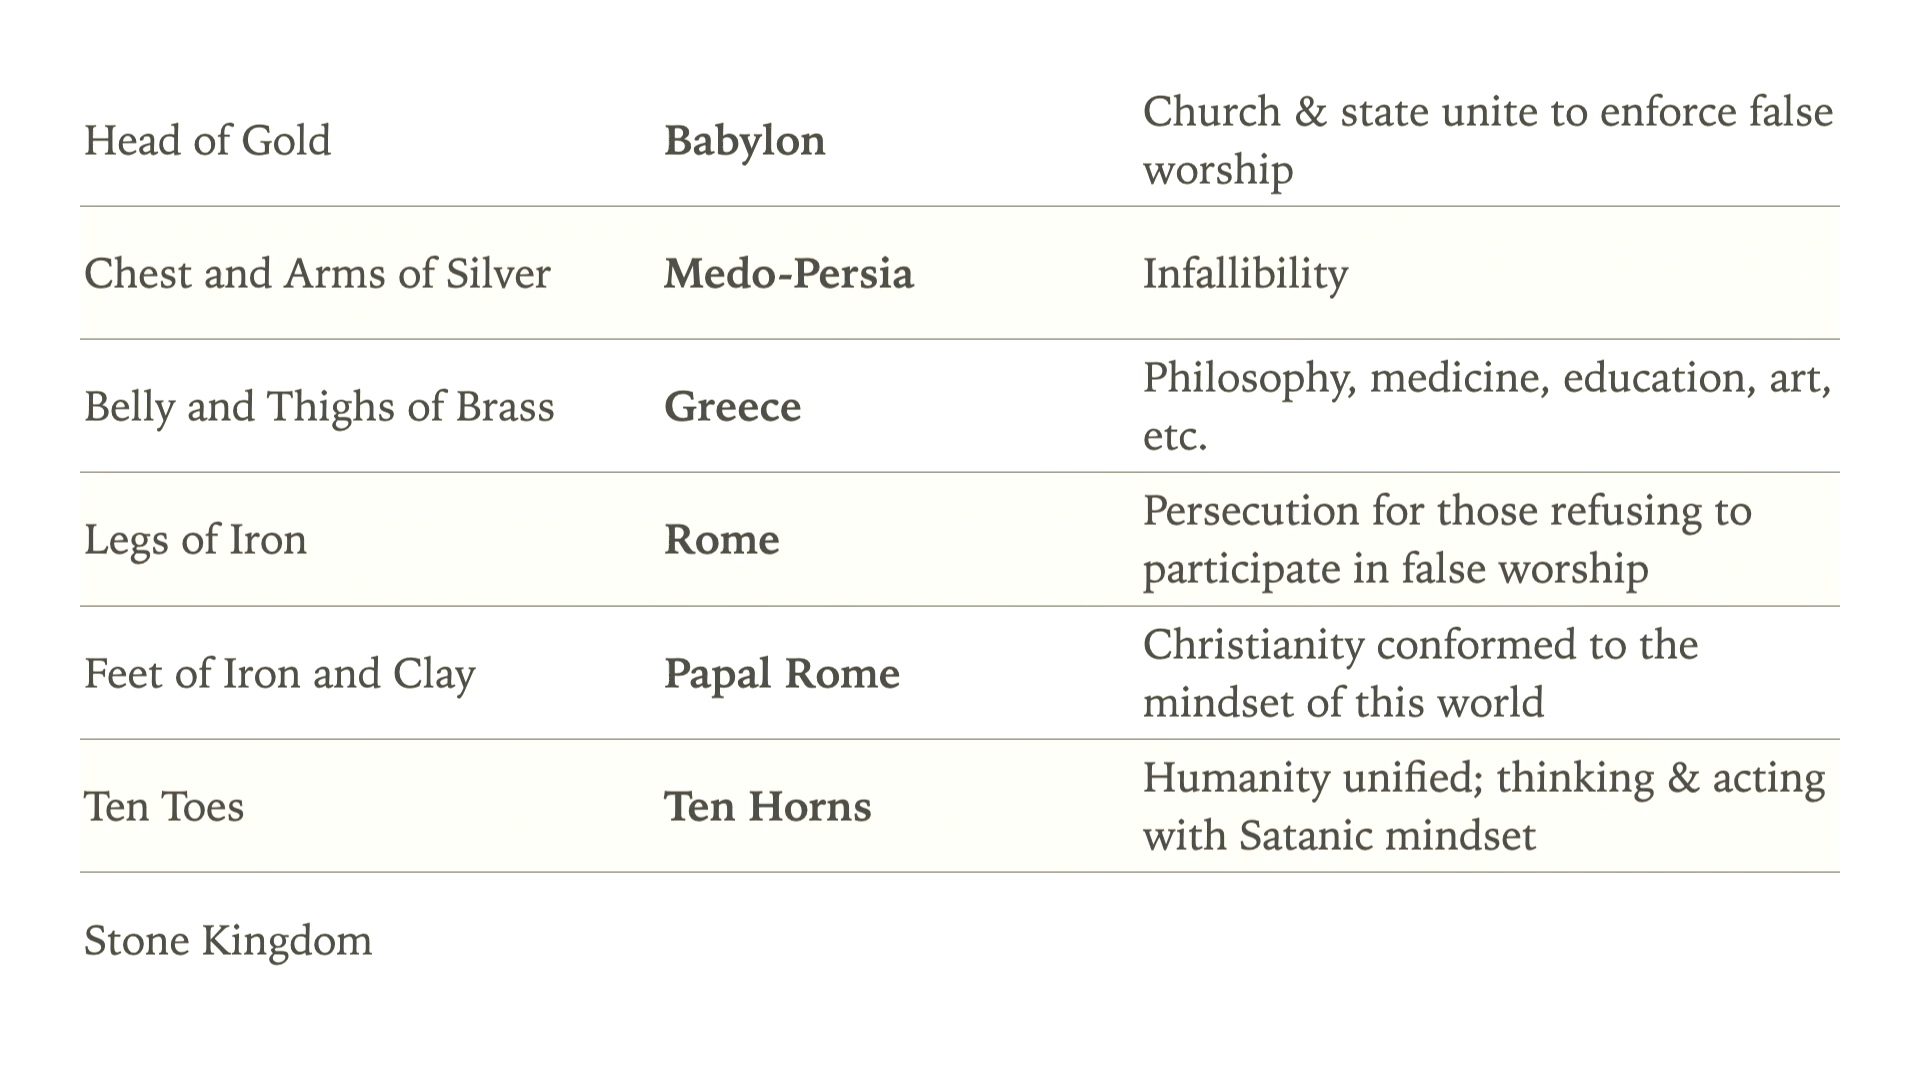 Head of Gold
Babylon
Church & state unite to enforce false
worship
Chest and Arms of Silver
Medo-Persia
Infallibility
Belly and Thighs of Brass
Greece
Philosophy, medicine, education, art,
etc.
Legs of Iron
Rome
Persecution for those refusing to
participate in false worship
Feet of Iron and Clay
Papal Rome
Christianity conformed to the
mindset of this world
Ten Toes
Ten Horns
Humanity unified; thinking & acting
with Satanic mindset
Stone Kingdom